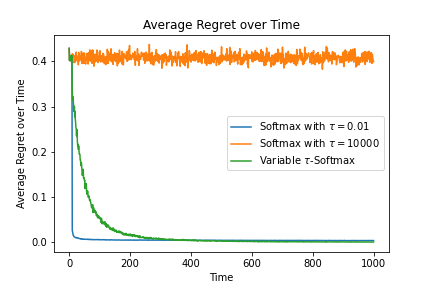 Average Regret over Time
Average Regret over Time
0.4
0.3
0.2
0.1
0.0
Softmax with τ = 0.01
Softmax with τ = 10000
Variable τ-Softmax
0
200
400
600
800
1000
Time